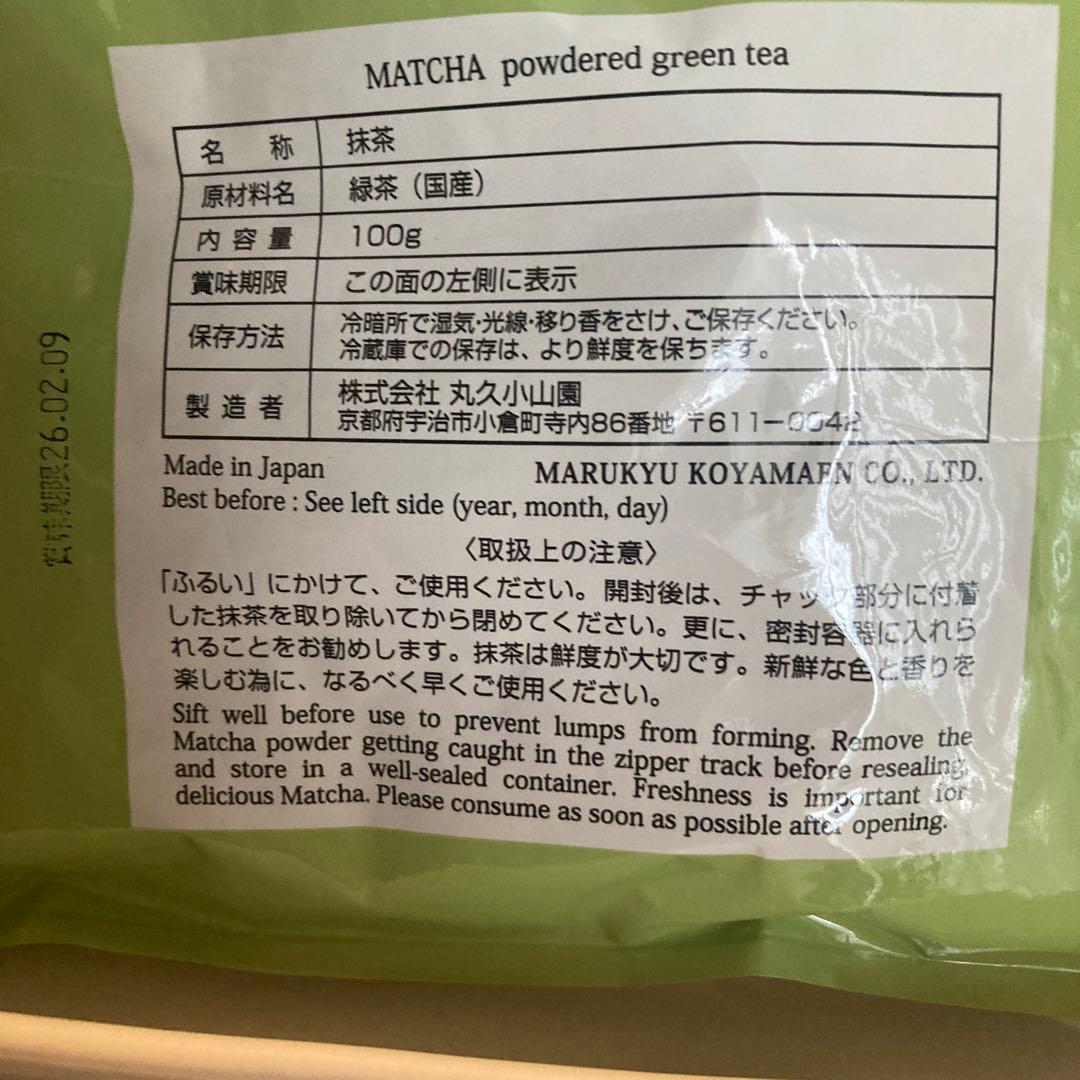 MATCHA powdered green tea
名 称 抹茶
原材料名 緑茶（国産）
内容量 100g
賞味期限 この面の左側に表示
保存方法 冷暗所で湿気・光線・移り香をさけ、ご保存ください。
冷蔵庫での保存は、より鮮度を保ちます。
製造者 株式会社 丸久小山園
京都府宇治市小倉町寺内86番地 〒611-0042
Made in Japan MARUKYU KOYAMAEN CO., LTD.
Best before : See left side (year, month, day)
賞味期限26.02.09
〈取扱上の注意〉
「ふるい」にかけて、ご使用ください。開封後は、チャック部分に付着
した抹茶を取り除いてから閉めてください。更に、密封容器に入れら
れることをお勧めします。抹茶は鮮度が大切です。新鮮な色と香りを
楽しむ為に、なるべく早くご使用ください。
Sift well before use to prevent lumps from forming. Remove the
Matcha powder getting caught in the zipper track before resealing,
and store in a well-sealed container. Freshness is important for
delicious Matcha. Please consume as soon as possible after opening.